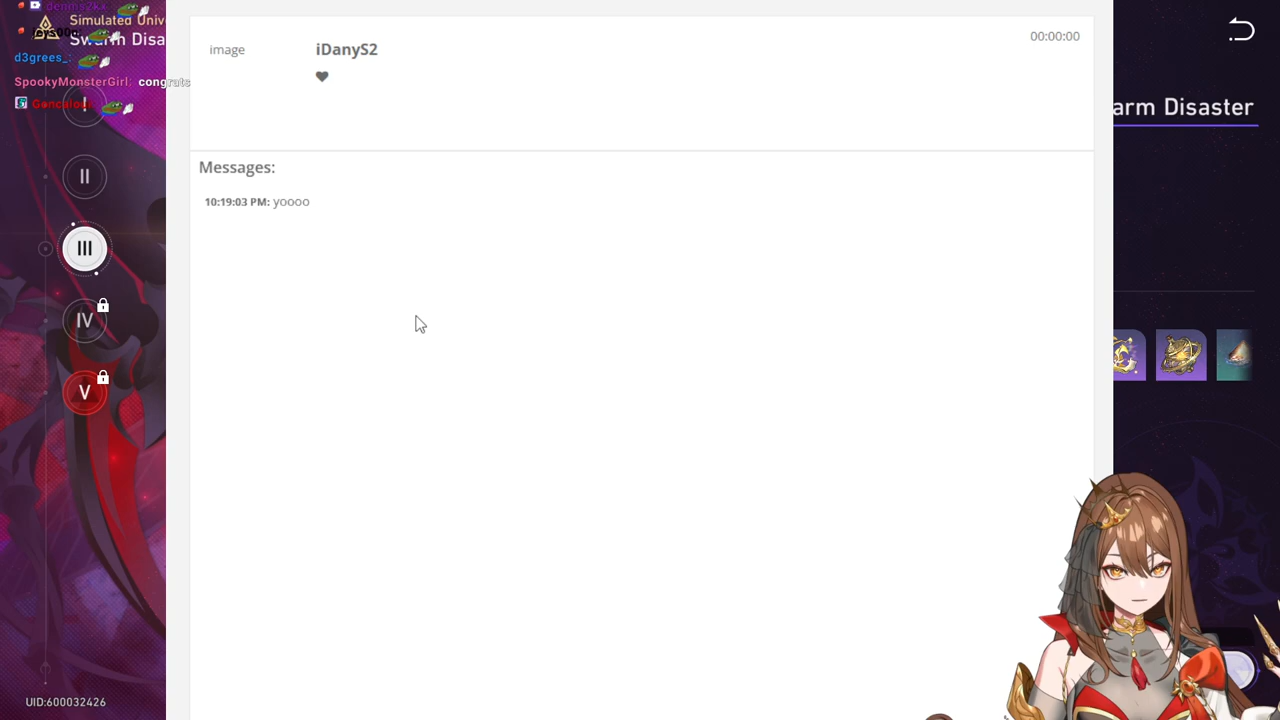 dennis2kx:
Simulated Univ
Swarm Disa
d3grees_:
SpookyMonsterGirl: congrats
I
II
III
IV
V
UID:600032426
image
iDanyS2
00:00:00
Messages:
10:19:03 PM: yoooo
arm Disaster